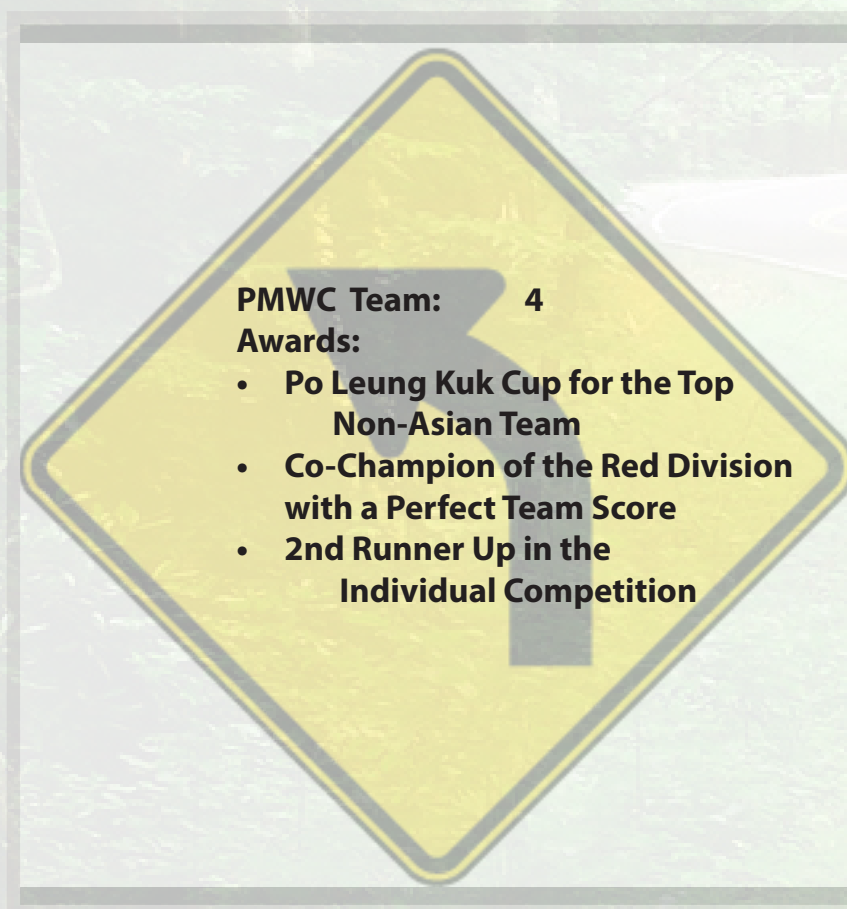 PMWC Team: 4
Awards:
• Po Leung Kuk Cup for the Top
Non-Asian Team
• Co-Champion of the Red Division
with a Perfect Team Score
• 2nd Runner Up in the
Individual Competition